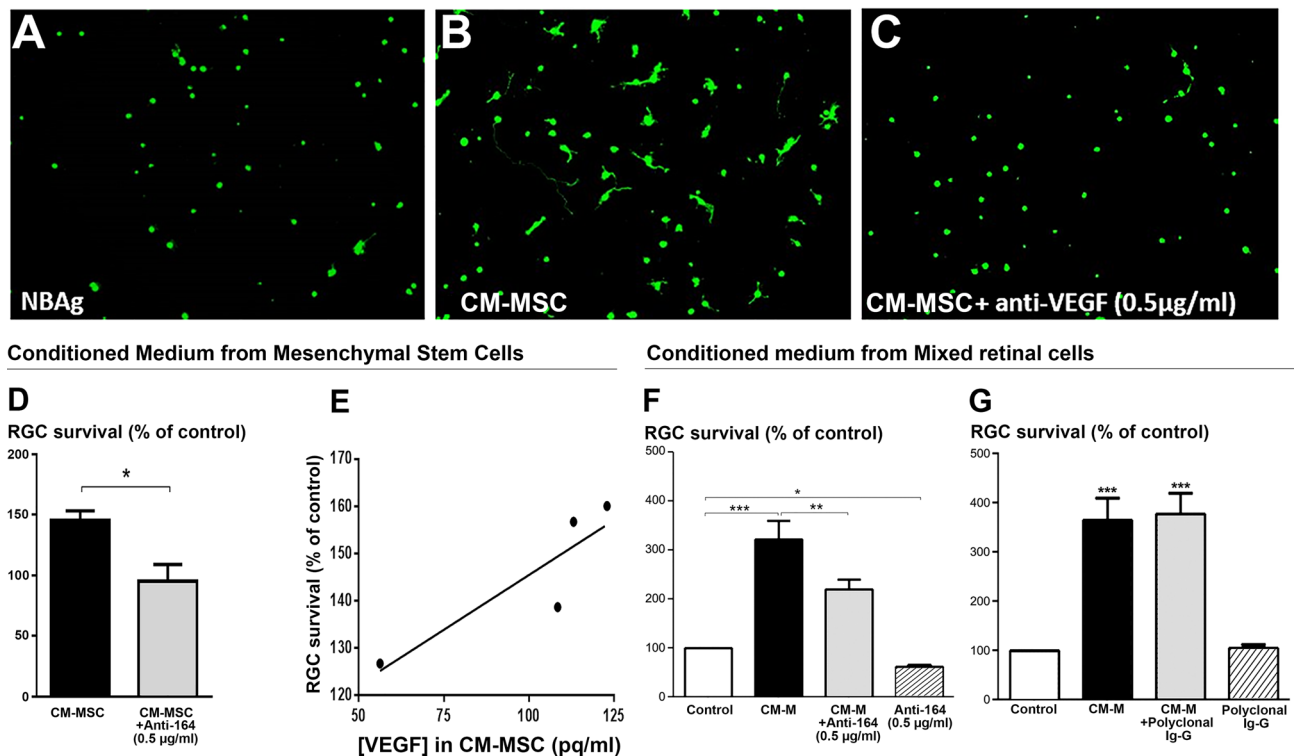 A
NBAg
B
CM-MSC
C
CM-MSC+ anti-VEGF (0.5µg/ml)
Conditioned Medium from Mesenchymal Stem Cells
Conditioned medium from Mixed retinal cells
D
RGC survival (% of control)
200
150
100
50
0
*
CM-MSC
CM-MSC
+Anti-164
(0.5 µg/ml)
E
RGC survival (% of control)
170
160
150
140
130
120
50
75
100
125
[VEGF] in CM-MSC (pq/ml)
F
RGC survival (% of control)
500
400
300
200
100
0
*
***
**
Control
CM-M
CM-M
+Anti-164
(0.5 µg/ml)
Anti-164
(0.5 µg/ml)
G
RGC survival (% of control)
500
400
300
200
100
0
***
***
Control
CM-M
CM-M
+Polyclonal
Ig-G
Polyclonal
Ig-G